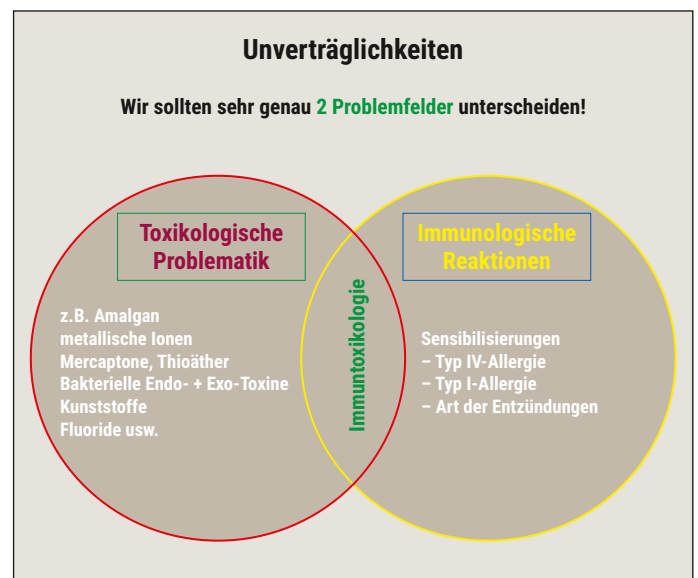 Unverträglichkeiten
Wir sollten sehr genau 2 Problemfelder unterscheiden!
Toxikologische
Problematik
z.B. Amalgan
metallische Ionen
Mercaptone, Thioäther
Bakterielle Endo- + Exo-Toxine
Kunststoffe
Fluoride usw.
Immuntoxikologie
Immunologische
Reaktionen
Sensibilisierungen
– Typ IV-Allergie
– Typ I-Allergie
– Art der Entzündungen